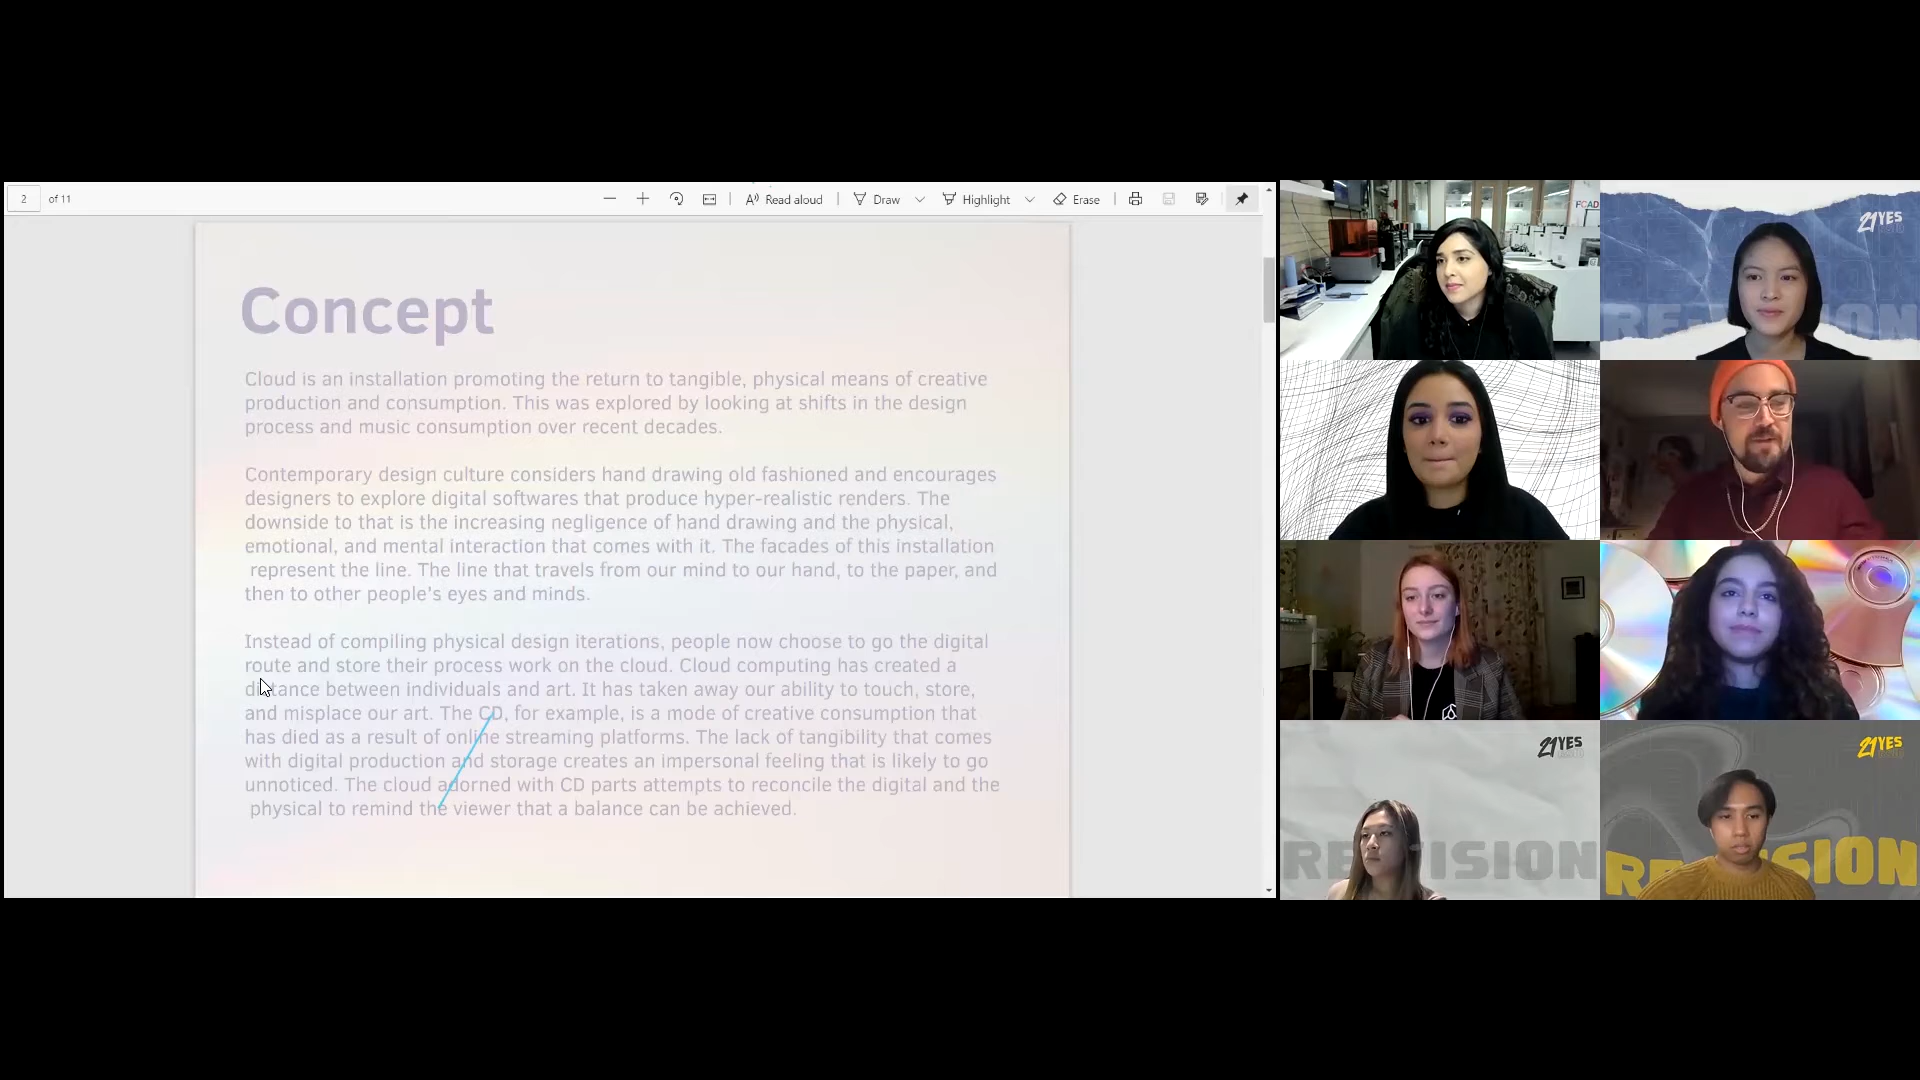 2 of 11
Read aloud Draw Highlight Erase
Concept
Cloud is an installation promoting the return to tangible, physical means of creative
production and consumption. This was explored by looking at shifts in the design
process and music consumption over recent decades.
Contemporary design culture considers hand drawing old fashioned and encourages
designers to explore digital softwares that produce hyper-realistic renders. The
downside to that is the increasing negligence of hand drawing and the physical,
emotional, and mental interaction that comes with it. The facades of this installation
represent the line. The line that travels from our mind to our hand, to the paper, and
then to other people's eyes and minds.
Instead of compiling physical design iterations, people now choose to go the digital
route and store their process work on the cloud. Cloud computing has created a
distance between individuals and art. It has taken away our ability to touch, store,
and misplace our art. The CD, for example, is a mode of creative consumption that
has died as a result of online streaming platforms. The lack of tangibility that comes
with digital production and storage creates an impersonal feeling that is likely to go
unnoticed. The cloud adorned with CD parts attempts to reconcile the digital and the
physical to remind the viewer that a balance can be achieved.
FCAD
21YES
21YES
21YES